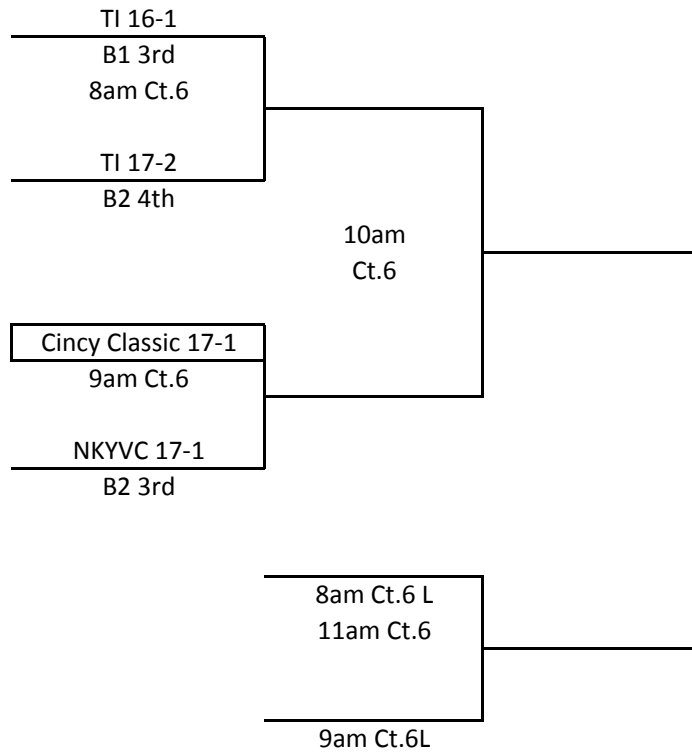 TI 16-1
B1 3rd
8am Ct.6
TI 17-2
B2 4th
10am
Ct.6
Cincy Classic 17-1
9am Ct.6
NKYVC 17-1
B2 3rd
8am Ct.6 L
11am Ct.6
9am Ct.6L